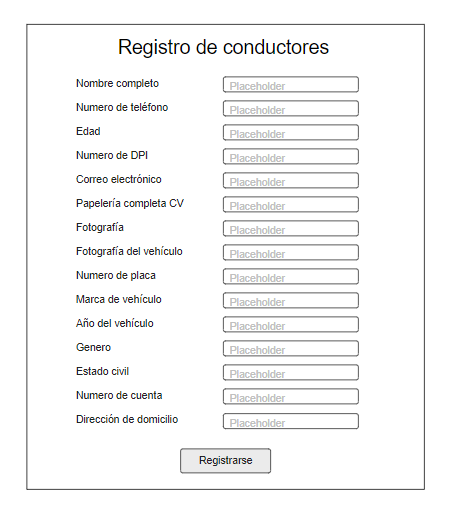 Registro de conductores
Nombre completo Placeholder
Numero de teléfono Placeholder
Edad Placeholder
Numero de DPI Placeholder
Correo electrónico Placeholder
Papelería completa CV Placeholder
Fotografía Placeholder
Fotografía del vehículo Placeholder
Numero de placa Placeholder
Marca de vehículo Placeholder
Año del vehículo Placeholder
Genero Placeholder
Estado civil Placeholder
Numero de cuenta Placeholder
Dirección de domicilio Placeholder
Registrarse